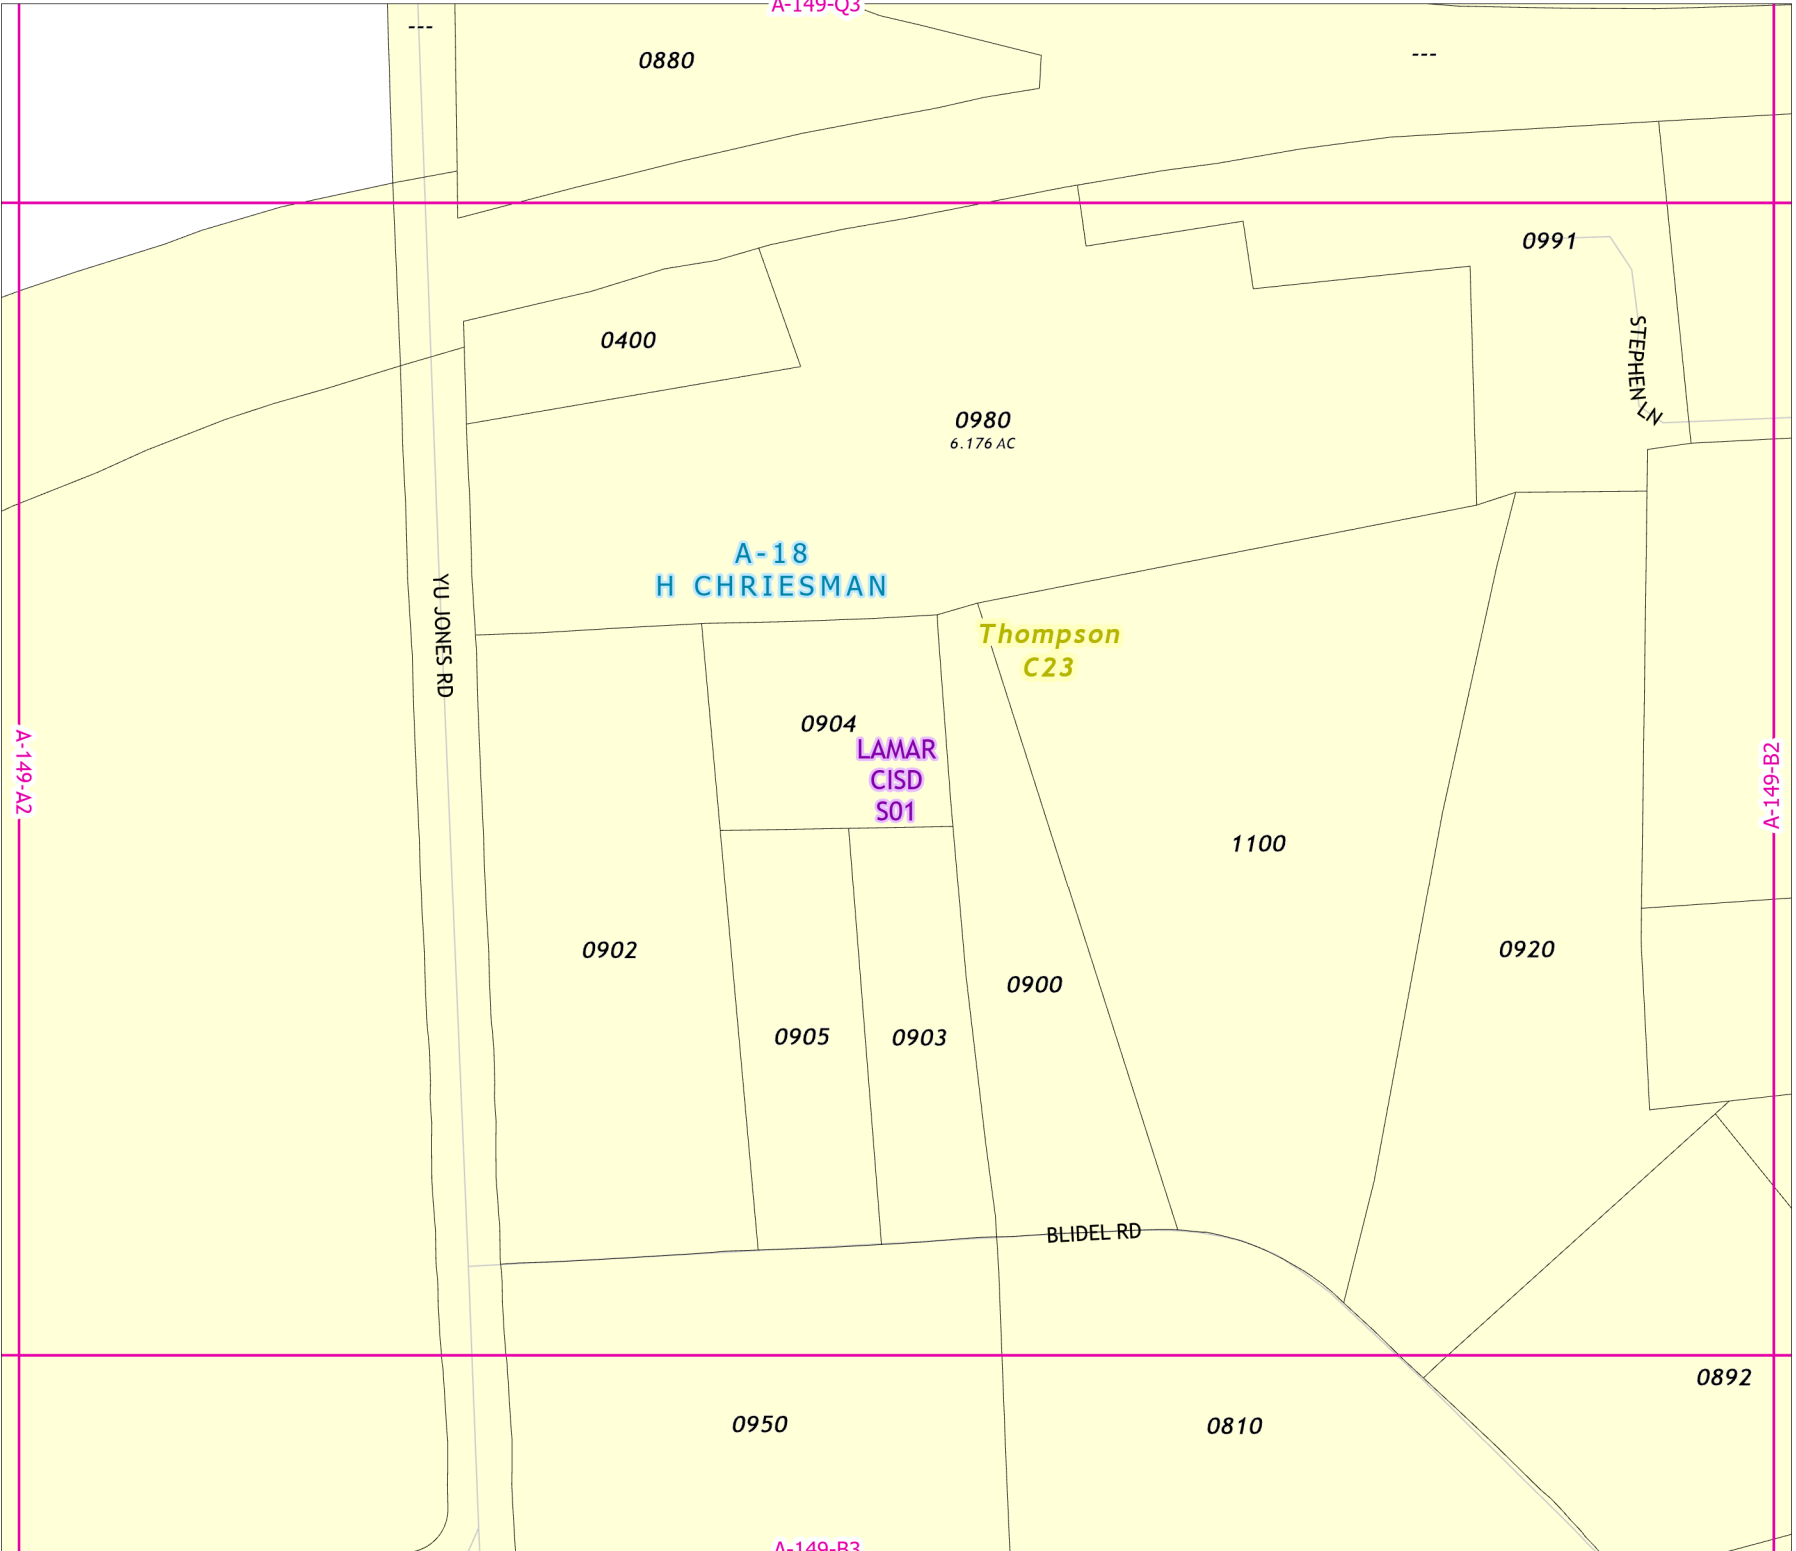 A-149-Q3
---
0880
---
0991
STEPHEN LN
0400
0980
6.176 AC
A-18
H CHRIESMAN
YU JONES RD
Thompson
C23
0904
LAMAR
CISD
S01
A-149-A2
A-149-B2
1100
0902
0920
0900
0905
0903
BLIDEL RD
0892
0950
0810
A-149-B3